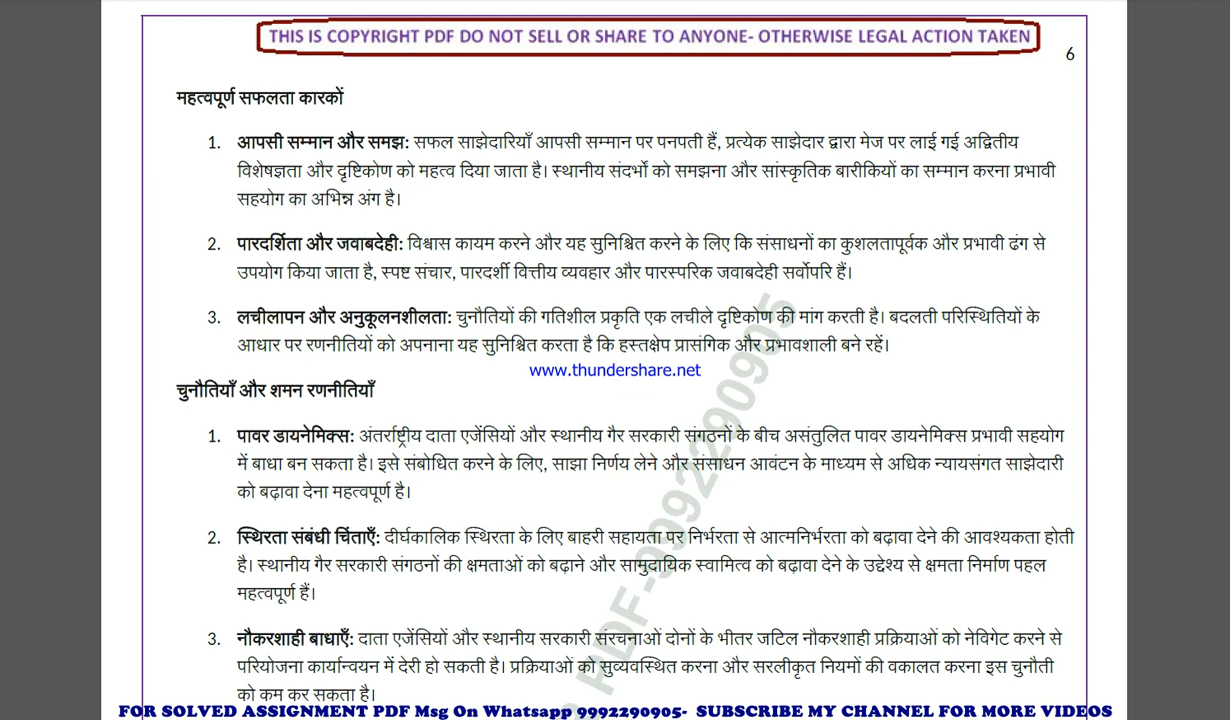 THIS IS COPYRIGHT PDF DO NOT SELL OR SHARE TO ANYONE- OTHERWISE LEGAL ACTION TAKEN
6
महत्वपूर्ण सफलता कारकों
1. आपसी सम्मान और समझ: सफल साझेदारियाँ आपसी सम्मान पर पनपती हैं, प्रत्येक साझेदार द्वारा मेज पर लाई गई अद्वितीय
विशेषज्ञता और दृष्टिकोण को महत्व दिया जाता है। स्थानीय संदर्भों को समझना और सांस्कृतिक बारीकियों का सम्मान करना प्रभावी
सहयोग का अभिन्न अंग है।
2. पारदर्शिता और जवाबदेही: विश्वास कायम करने और यह सुनिश्चित करने के लिए कि संसाधनों का कुशलतापूर्वक और प्रभावी ढंग से
उपयोग किया जाता है, स्पष्ट संचार, पारदर्शी वित्तीय व्यवहार और पारस्परिक जवाबदेही सर्वोपरि हैं।
3. लचीलापन और अनुकूलनशीलता: चुनौतियों की गतिशील प्रकृति एक लचीले दृष्टिकोण की मांग करती है। बदलती परिस्थितियों के
आधार पर रणनीतियों को अपनाना यह सुनिश्चित करता है कि हस्तक्षेप प्रासंगिक और प्रभावशाली बने रहें।
www.thundershare.net
चुनौतियाँ और शमन रणनीतियाँ
1. पावर डायनेमिक्स: अंतर्राष्ट्रीय दाता एजेंसियों और स्थानीय गैर सरकारी संगठनों के बीच असंतुलित पावर डायनेमिक्स प्रभावी सहयोग
में बाधा बन सकता है। इसे संबोधित करने के लिए, साझा निर्णय लेने और संसाधन आवंटन के माध्यम से अधिक न्यायसंगत साझेदारी
को बढ़ावा देना महत्वपूर्ण है।
2. स्थिरता संबंधी चिंताएँ: दीर्घकालिक स्थिरता के लिए बाहरी सहायता पर निर्भरता से आत्मनिर्भरता को बढ़ावा देने की आवश्यकता होती
है। स्थानीय गैर सरकारी संगठनों की क्षमताओं को बढ़ाने और सामुदायिक स्वामित्व को बढ़ावा देने के उद्देश्य से क्षमता निर्माण पहल
महत्वपूर्ण हैं।
3. नौकरशाही बाधाएँ: दाता एजेंसियों और स्थानीय सरकारी संरचनाओं दोनों के भीतर जटिल नौकरशाही प्रक्रियाओं को नेविगेट करने से
परियोजना कार्यान्वयन में देरी हो सकती है। प्रक्रियाओं को सुव्यवस्थित करना और सरलीकृत नियमों की वकालत करना इस चुनौती
को कम कर सकता है।
PDF-9992290905
FOR SOLVED ASSIGNMENT PDF Msg On Whatsapp 9992290905- SUBSCRIBE MY CHANNEL FOR MORE VIDEOS